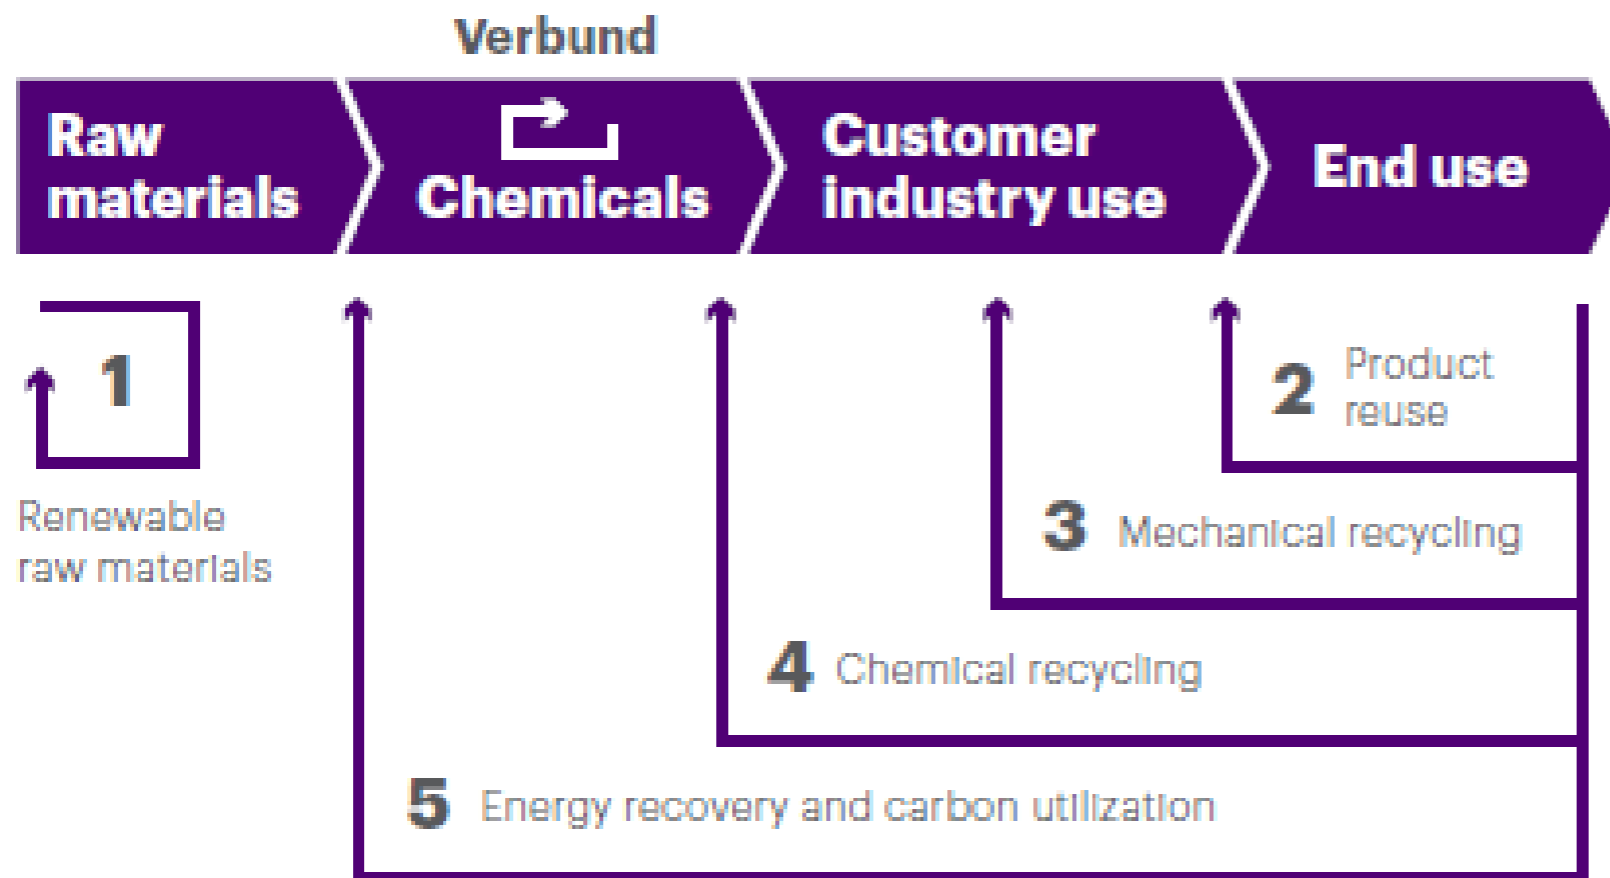 Verbund
Raw
materials
Chemicals
Customer
industry use
End use
1
Renewable
raw materials
2
Product
reuse
3 Mechanical recycling
4 Chemical recycling
5 Energy recovery and carbon utilization